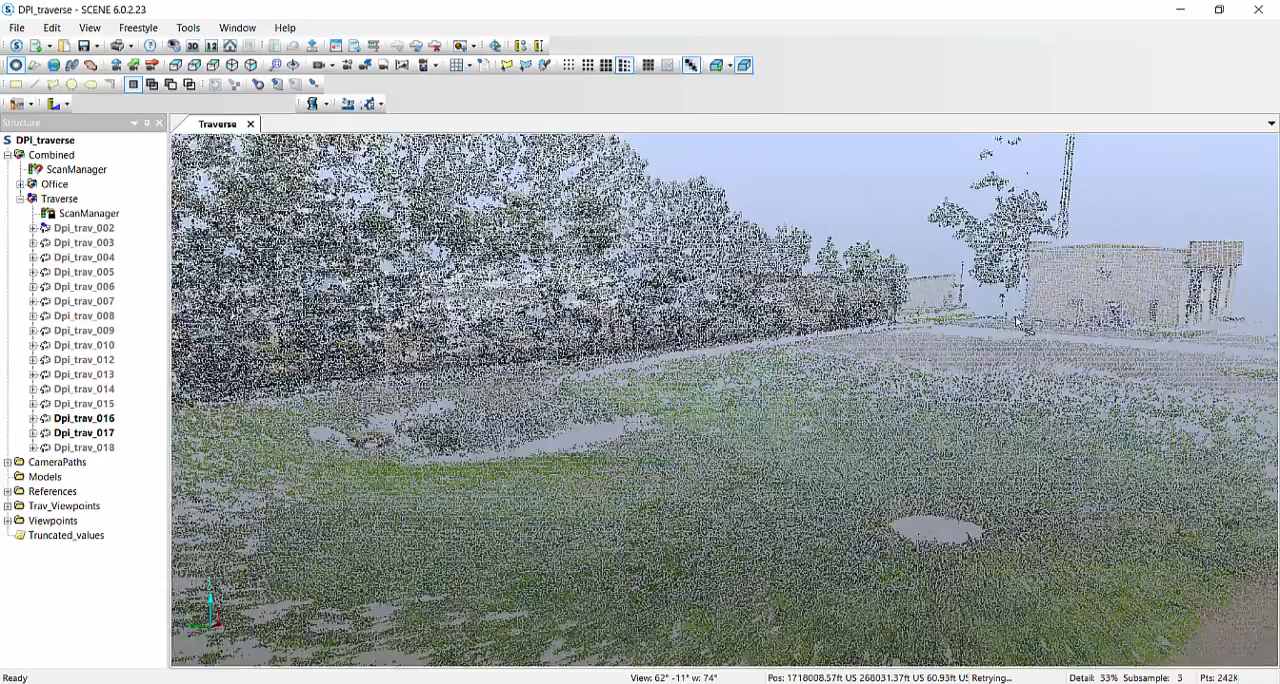 DPI_traverse - SCENE 6.0.2.23
File Edit View Freestyle Tools Window Help
3D 12
Structure
Traverse
DPI_traverse
Combined
ScanManager
Office
Traverse
ScanManager
Dpi_trav_002
Dpi_trav_003
Dpi_trav_004
Dpi_trav_005
Dpi_trav_006
Dpi_trav_007
Dpi_trav_008
Dpi_trav_009
Dpi_trav_010
Dpi_trav_012
Dpi_trav_013
Dpi_trav_014
Dpi_trav_015
Dpi_trav_016
Dpi_trav_017
Dpi_trav_018
CameraPaths
Models
References
Trav_Viewpoints
Viewpoints
Truncated_values
Ready View: 62° -11° w: 74° Pos: 1718008.57ft US 268031.37ft US 60.93ft US Retrying... Detail: 33% Subsample: 3 Pts: 242K